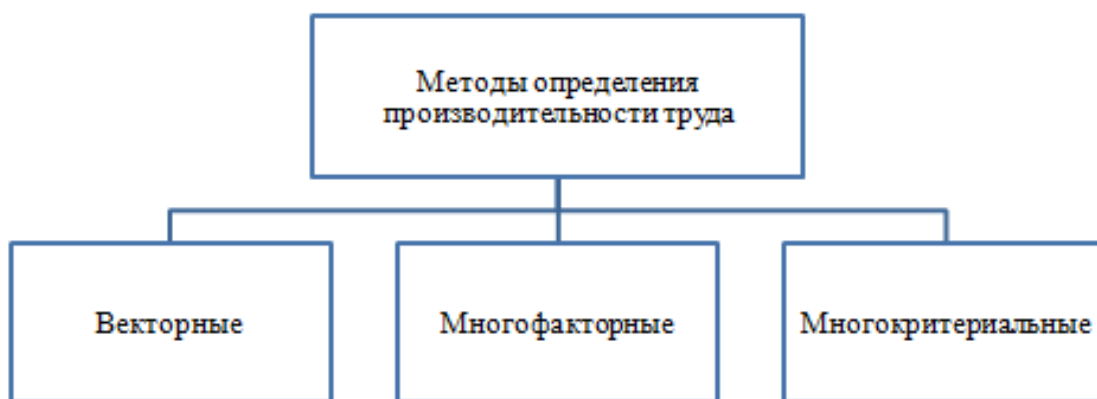 Методы определения
производительности труда
Векторные
Многофакторные
Многокритериальные